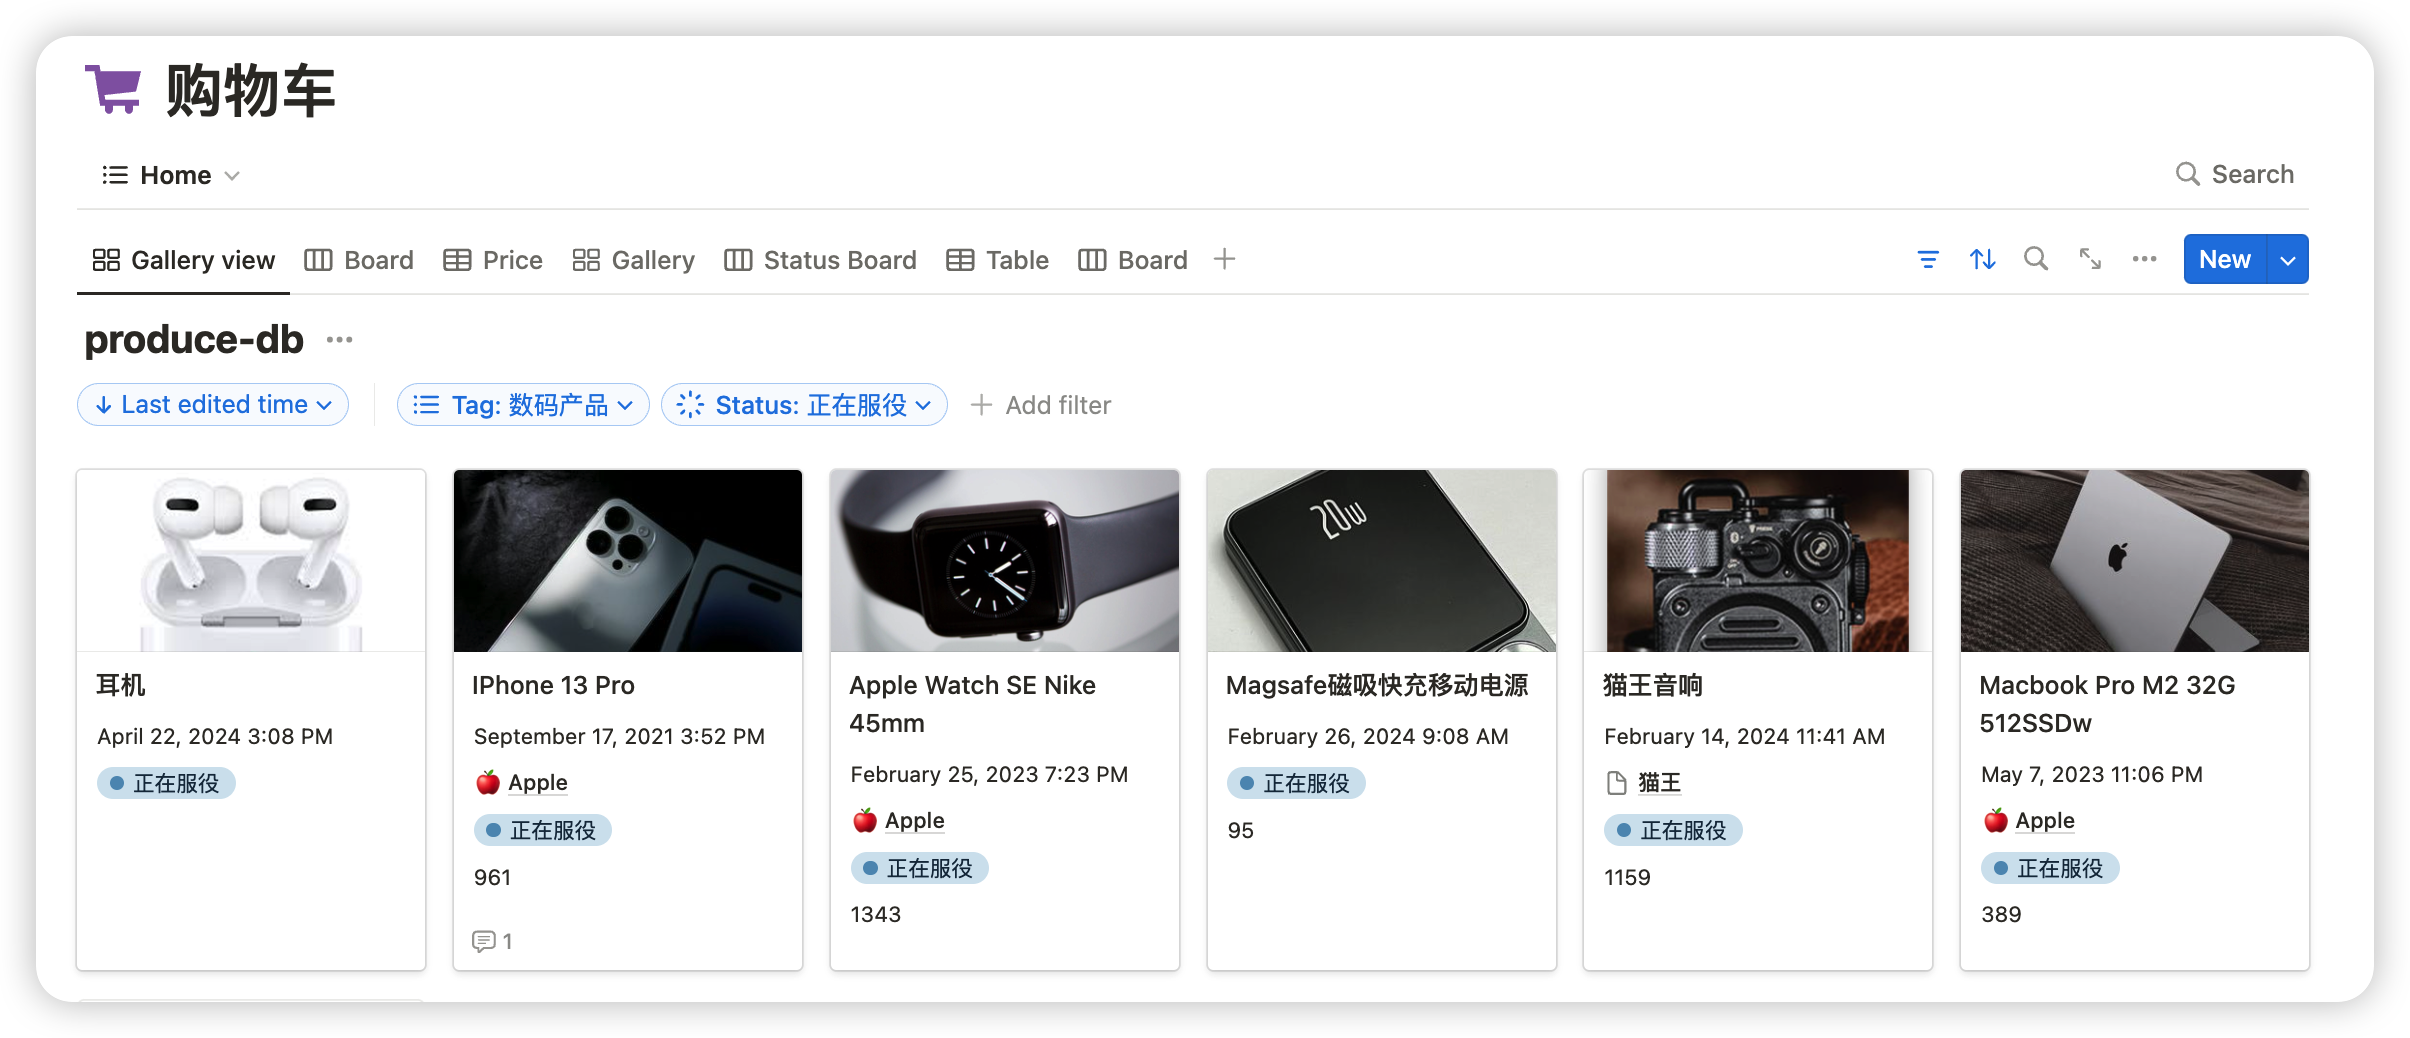 购物车
Home
Search
Gallery view
Board
Price
Gallery
Status Board
Table
Board
New
produce-db
Last edited time
Tag: 数码产品
Status: 正在服役
Add filter
20w
耳机
April 22, 2024 3:08 PM
正在服役
IPhone 13 Pro
September 17, 2021 3:52 PM
Apple
正在服役
961
1
Apple Watch SE Nike
45mm
February 25, 2023 7:23 PM
Apple
正在服役
1343
Magsafe磁吸快充移动电源
February 26, 2024 9:08 AM
正在服役
95
猫王音响
February 14, 2024 11:41 AM
猫王
正在服役
1159
Macbook Pro M2 32G
512SSDw
May 7, 2023 11:06 PM
Apple
正在服役
389